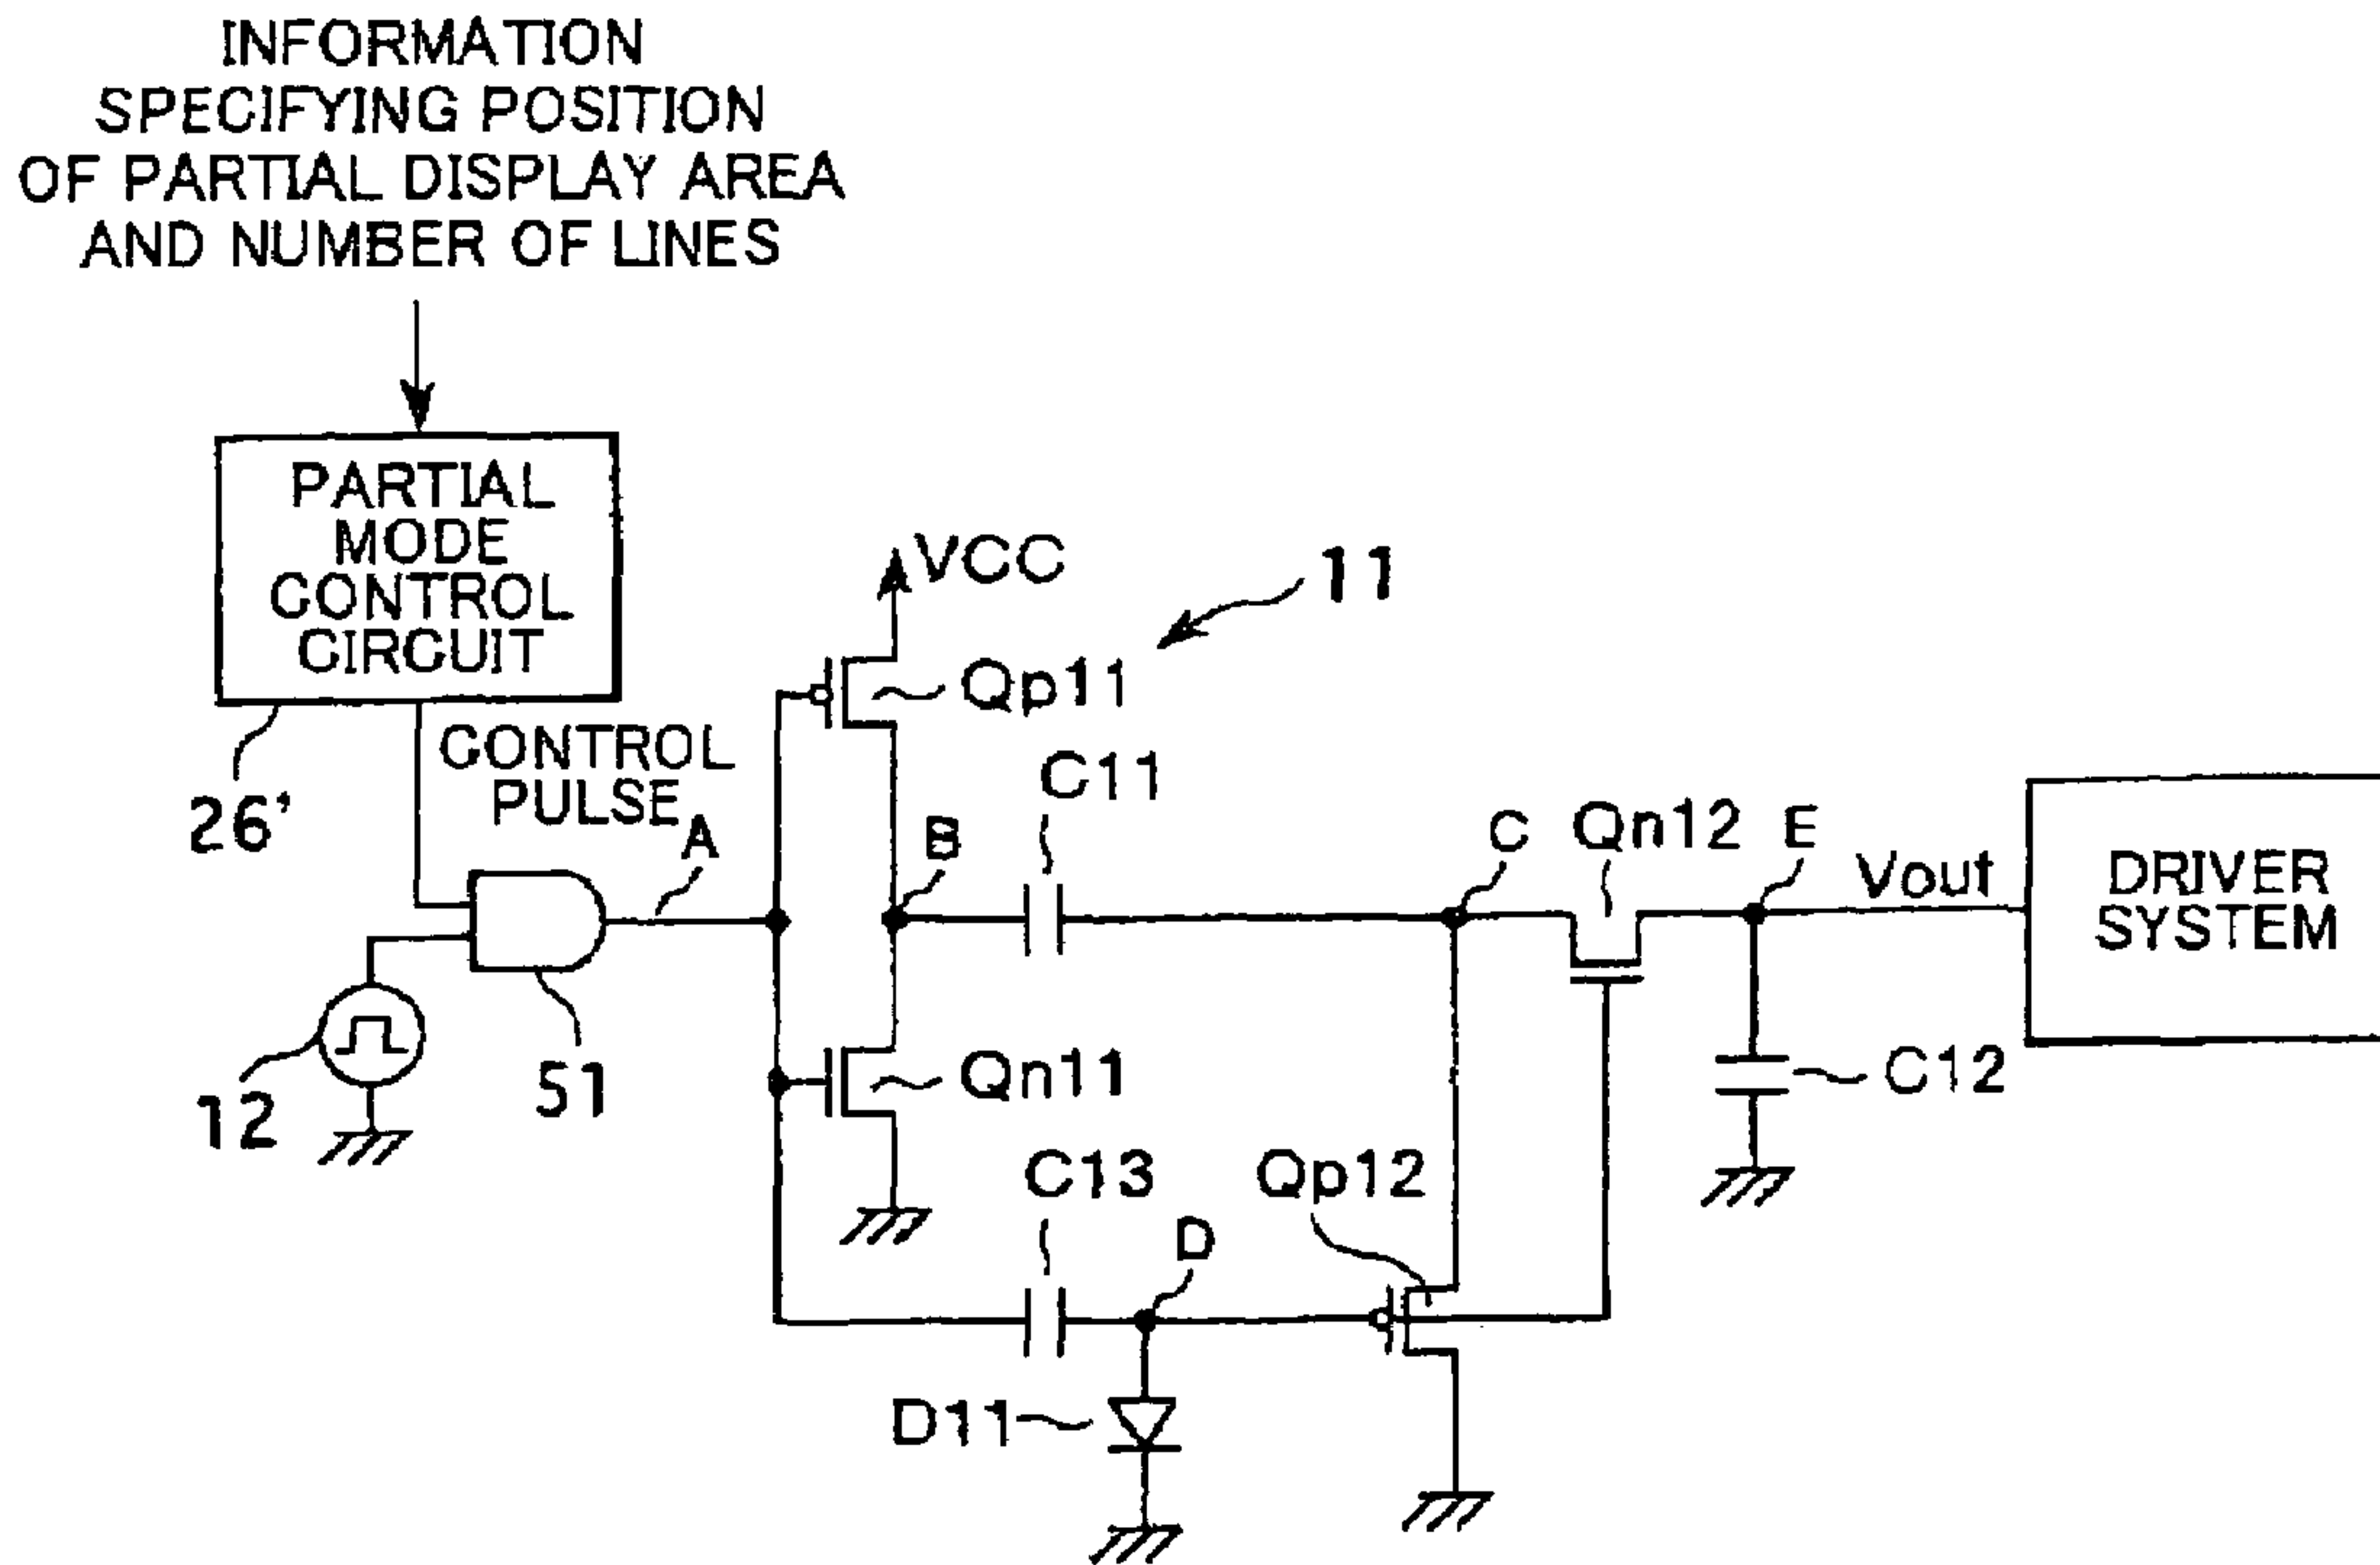 INFORMATION
SPECIFYING POSITION
OF PARTIAL DISPLAY AREA
AND NUMBER OF LINES
PARTIAL
MODE
CONTROL
CIRCUIT
26'
CONTROL
PULSE
A
VCC
11
Qp11
C11
B
C
Qn12
E
Vout
DRIVER
SYSTEM
12
51
Qn11
C12
C13
Qp12
D
D11